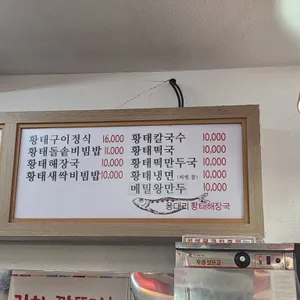 황태구이정식 16,000
황태돌솥비빔밥 11,000
황태해장국 10,000
황태새싹비빔밥 10,000
황태칼국수 10,000
황태떡국 10,000
황태떡만두국 10,000
황태냉면 (비빔,물) 10,000
메밀왕만두 10,000
용대리 황태해장국